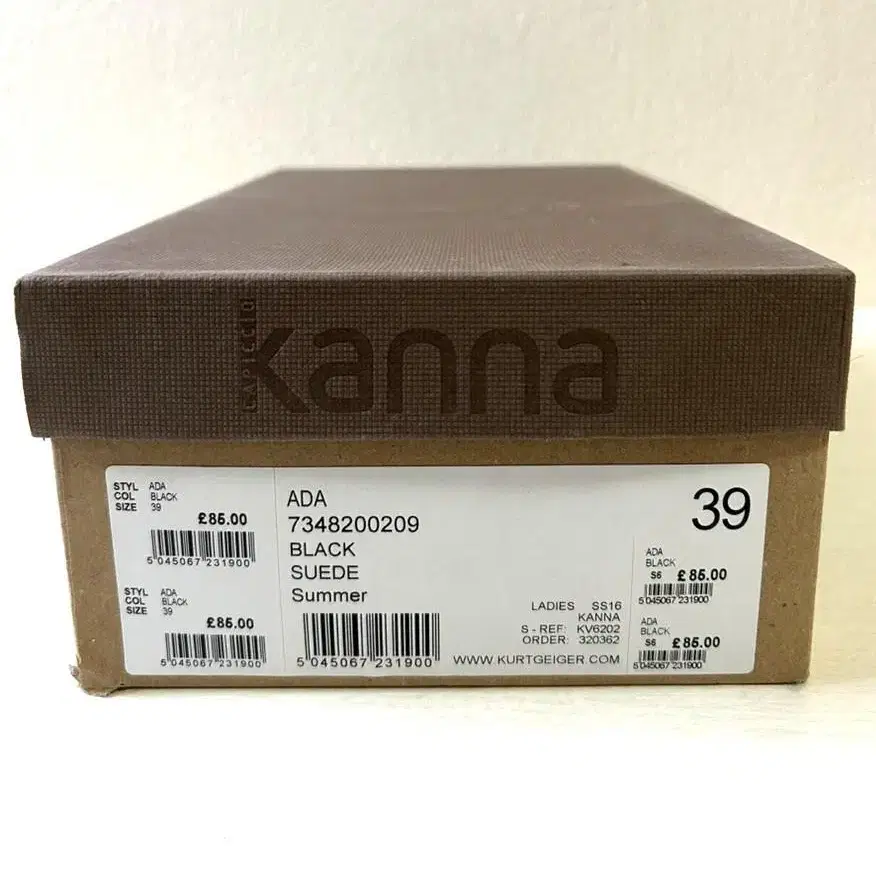 CAPICCIO
kanna
STYL ADA
COL BLACK
SIZE 39
£85.00
5 045067 231900
STYL ADA
COL BLACK
SIZE 39
£85.00
5 045067 231900
ADA
7348200209
BLACK
SUEDE
Summer
5 045067 231900
39
LADIES SS16
KANNA
S - REF: KV6202
ORDER: 320362
WWW.KURTGEIGER.COM
ADA
BLACK
S6 £85.00
5 045067 231900
ADA
BLACK
S6 £85.00
5 045067 231900